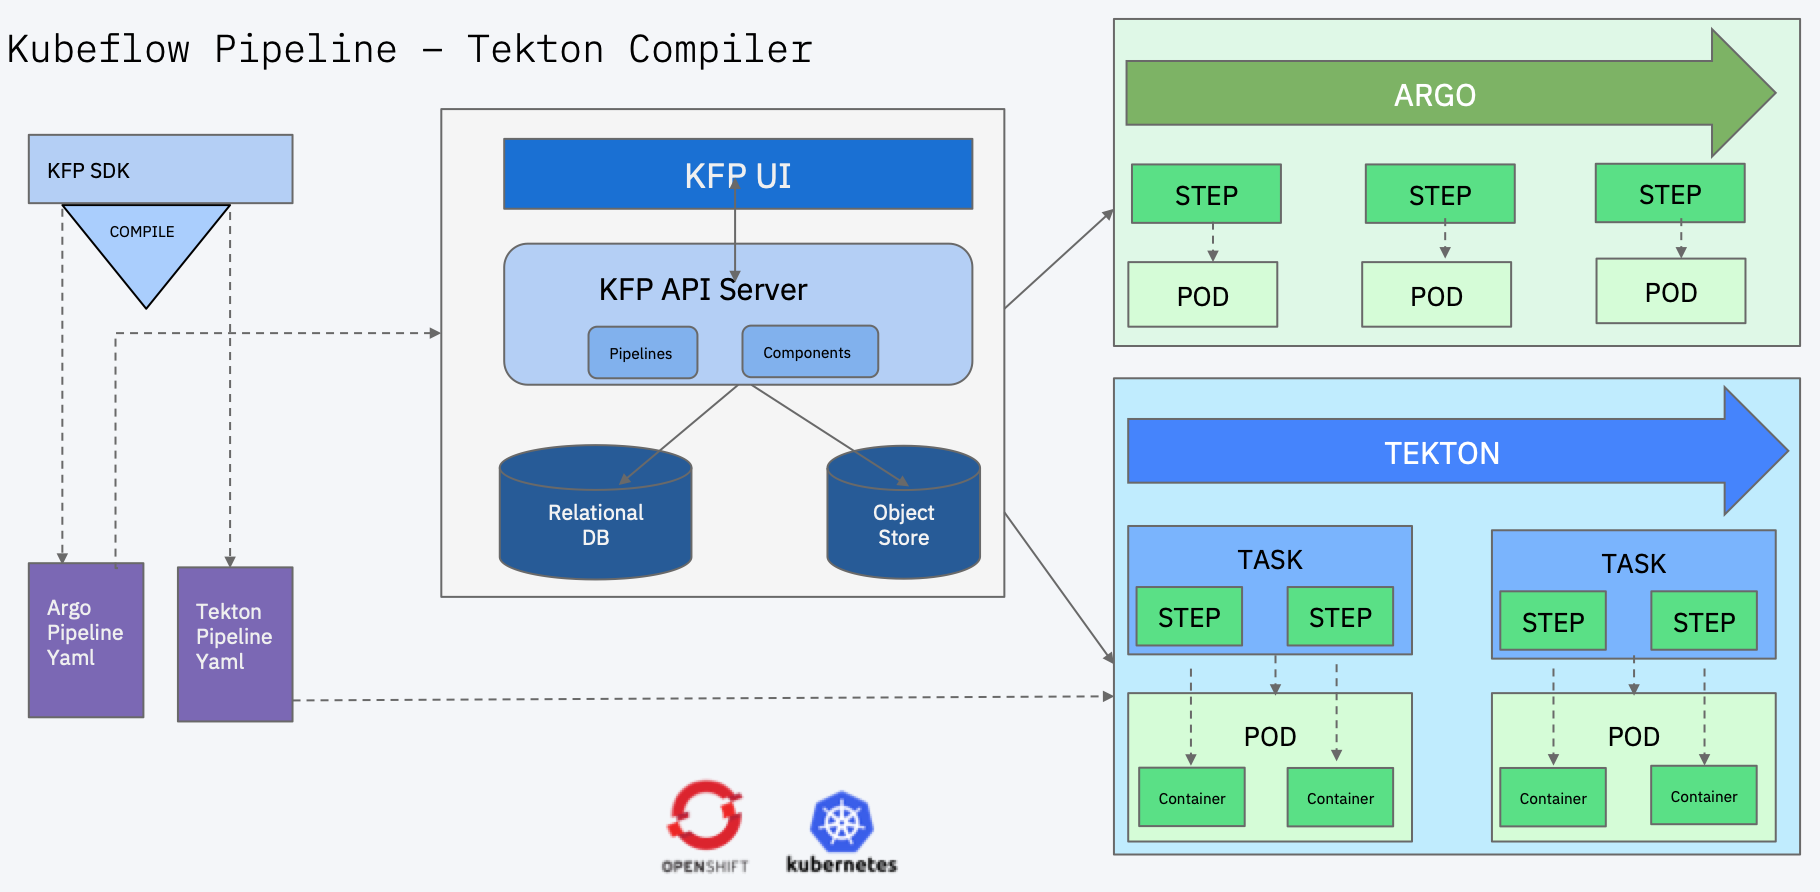 Kubeflow Pipeline – Tekton Compiler
KFP SDK
COMPILE
Argo
Pipeline
Yaml
Tekton
Pipeline
Yaml
KFP UI
KFP API Server
Pipelines
Components
Relational
DB
Object
Store
ARGO
STEP
STEP
STEP
POD
POD
POD
TEKTON
TASK
STEP
STEP
TASK
STEP
STEP
POD
Container
Container
POD
Container
Container
OPENSHIFT
kubernetes